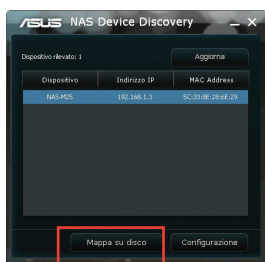 ASUS NAS Device Discovery
Dispositivo rilevato: 1
Aggiorna
Dispositivo Indirizzo IP MAC Address
NAS-M25 192.168.1.3 5C:33:8E:28:6E:29
Mappa su disco
Configurazione